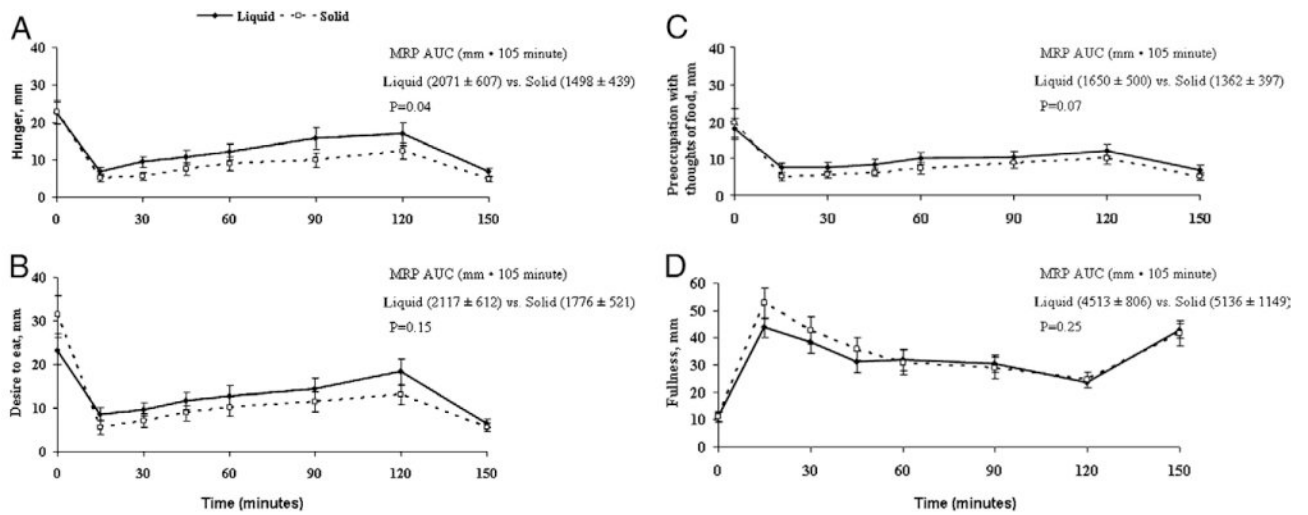 Liquid Solid
A
Hunger, mm
40
30
20
10
0
MRP AUC (mm • 105 minute)
Liquid (2071 ± 607) vs. Solid (1498 ± 439)
P=0.04
0 30 60 90 120 150
B
Desire to eat, mm
40
30
20
10
0
MRP AUC (mm • 105 minute)
Liquid (2117 ± 612) vs. Solid (1776 ± 521)
P=0.15
0 30 60 90 120 150
Time (minutes)
C
Preoccupation with
thoughts of food, mm
40
30
20
10
0
MRP AUC (mm • 105 minute)
Liquid (1650 ± 500) vs. Solid (1362 ± 397)
P=0.07
0 30 60 90 120 150
D
Fullness, mm
60
50
40
30
20
10
0
MRP AUC (mm • 105 minute)
Liquid (4513 ± 806) vs. Solid (5136 ± 1149)
P=0.25
0 30 60 90 120 150
Time (minutes)